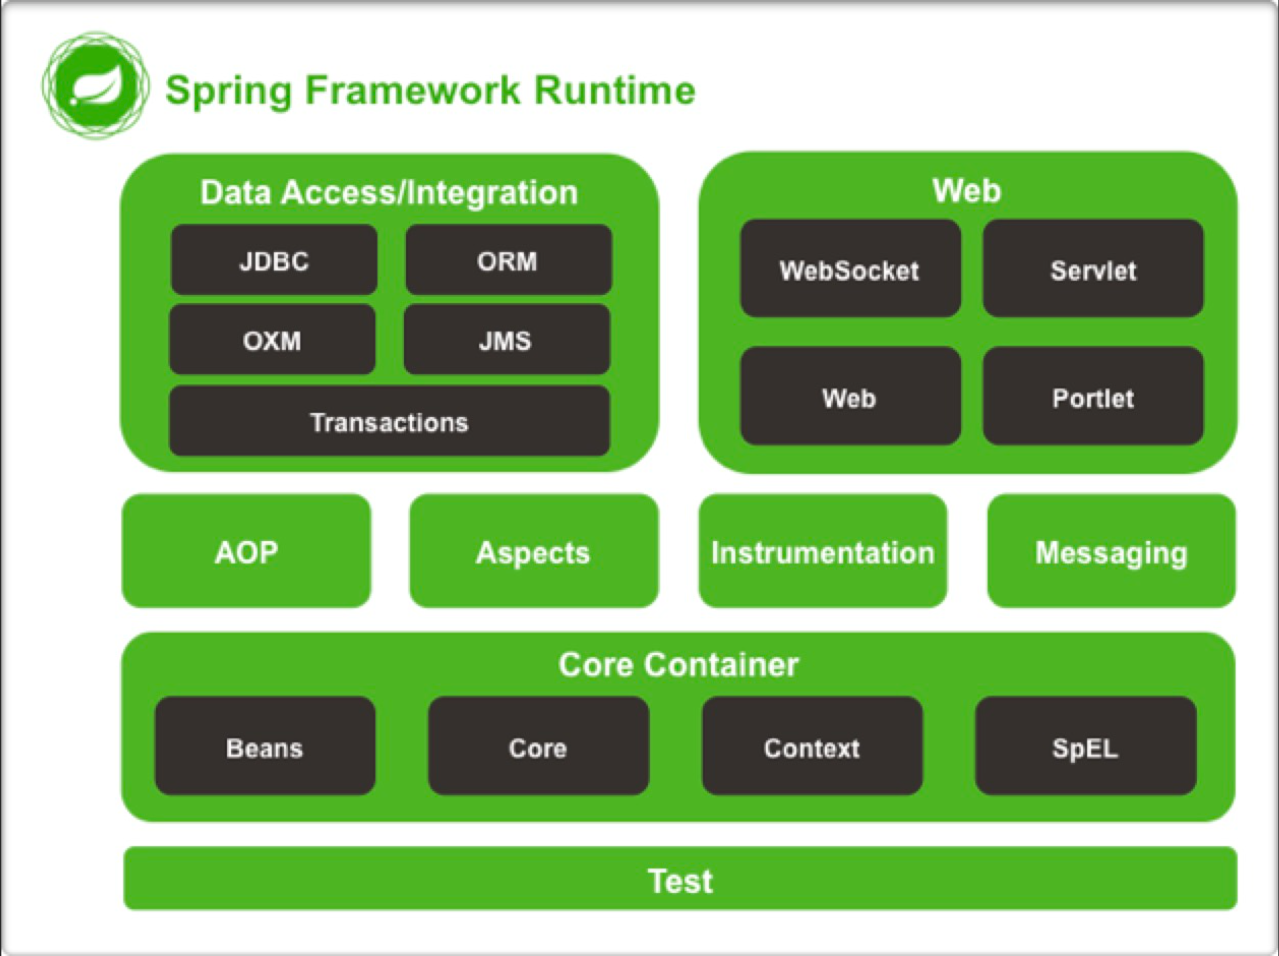 Spring Framework Runtime
Data Access/Integration
JDBC ORM
OXM JMS
Transactions
Web
WebSocket Servlet
Web Portlet
AOP Aspects Instrumentation Messaging
Core Container
Beans Core Context SpEL
Test